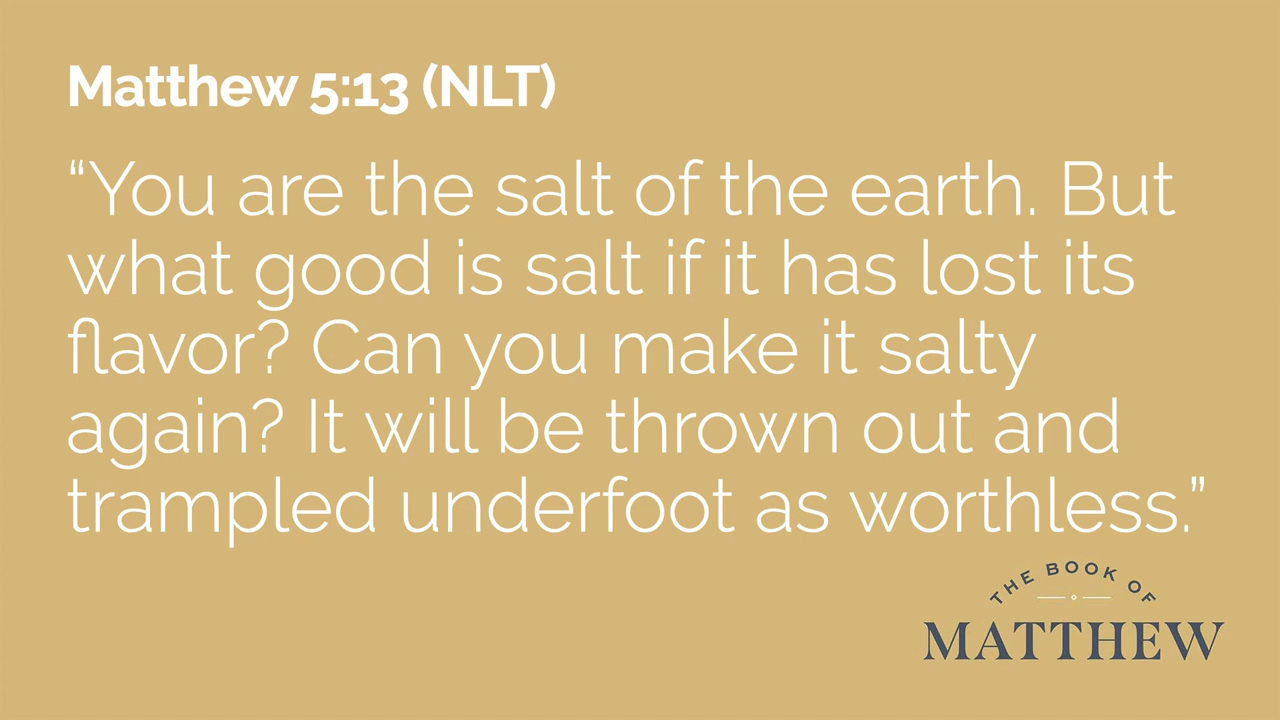 Matthew 5:13 (NLT)
“You are the salt of the earth. But
what good is salt if it has lost its
flavor? Can you make it salty
again? It will be thrown out and
trampled underfoot as worthless.”
THE BOOK OF
MATTHEW